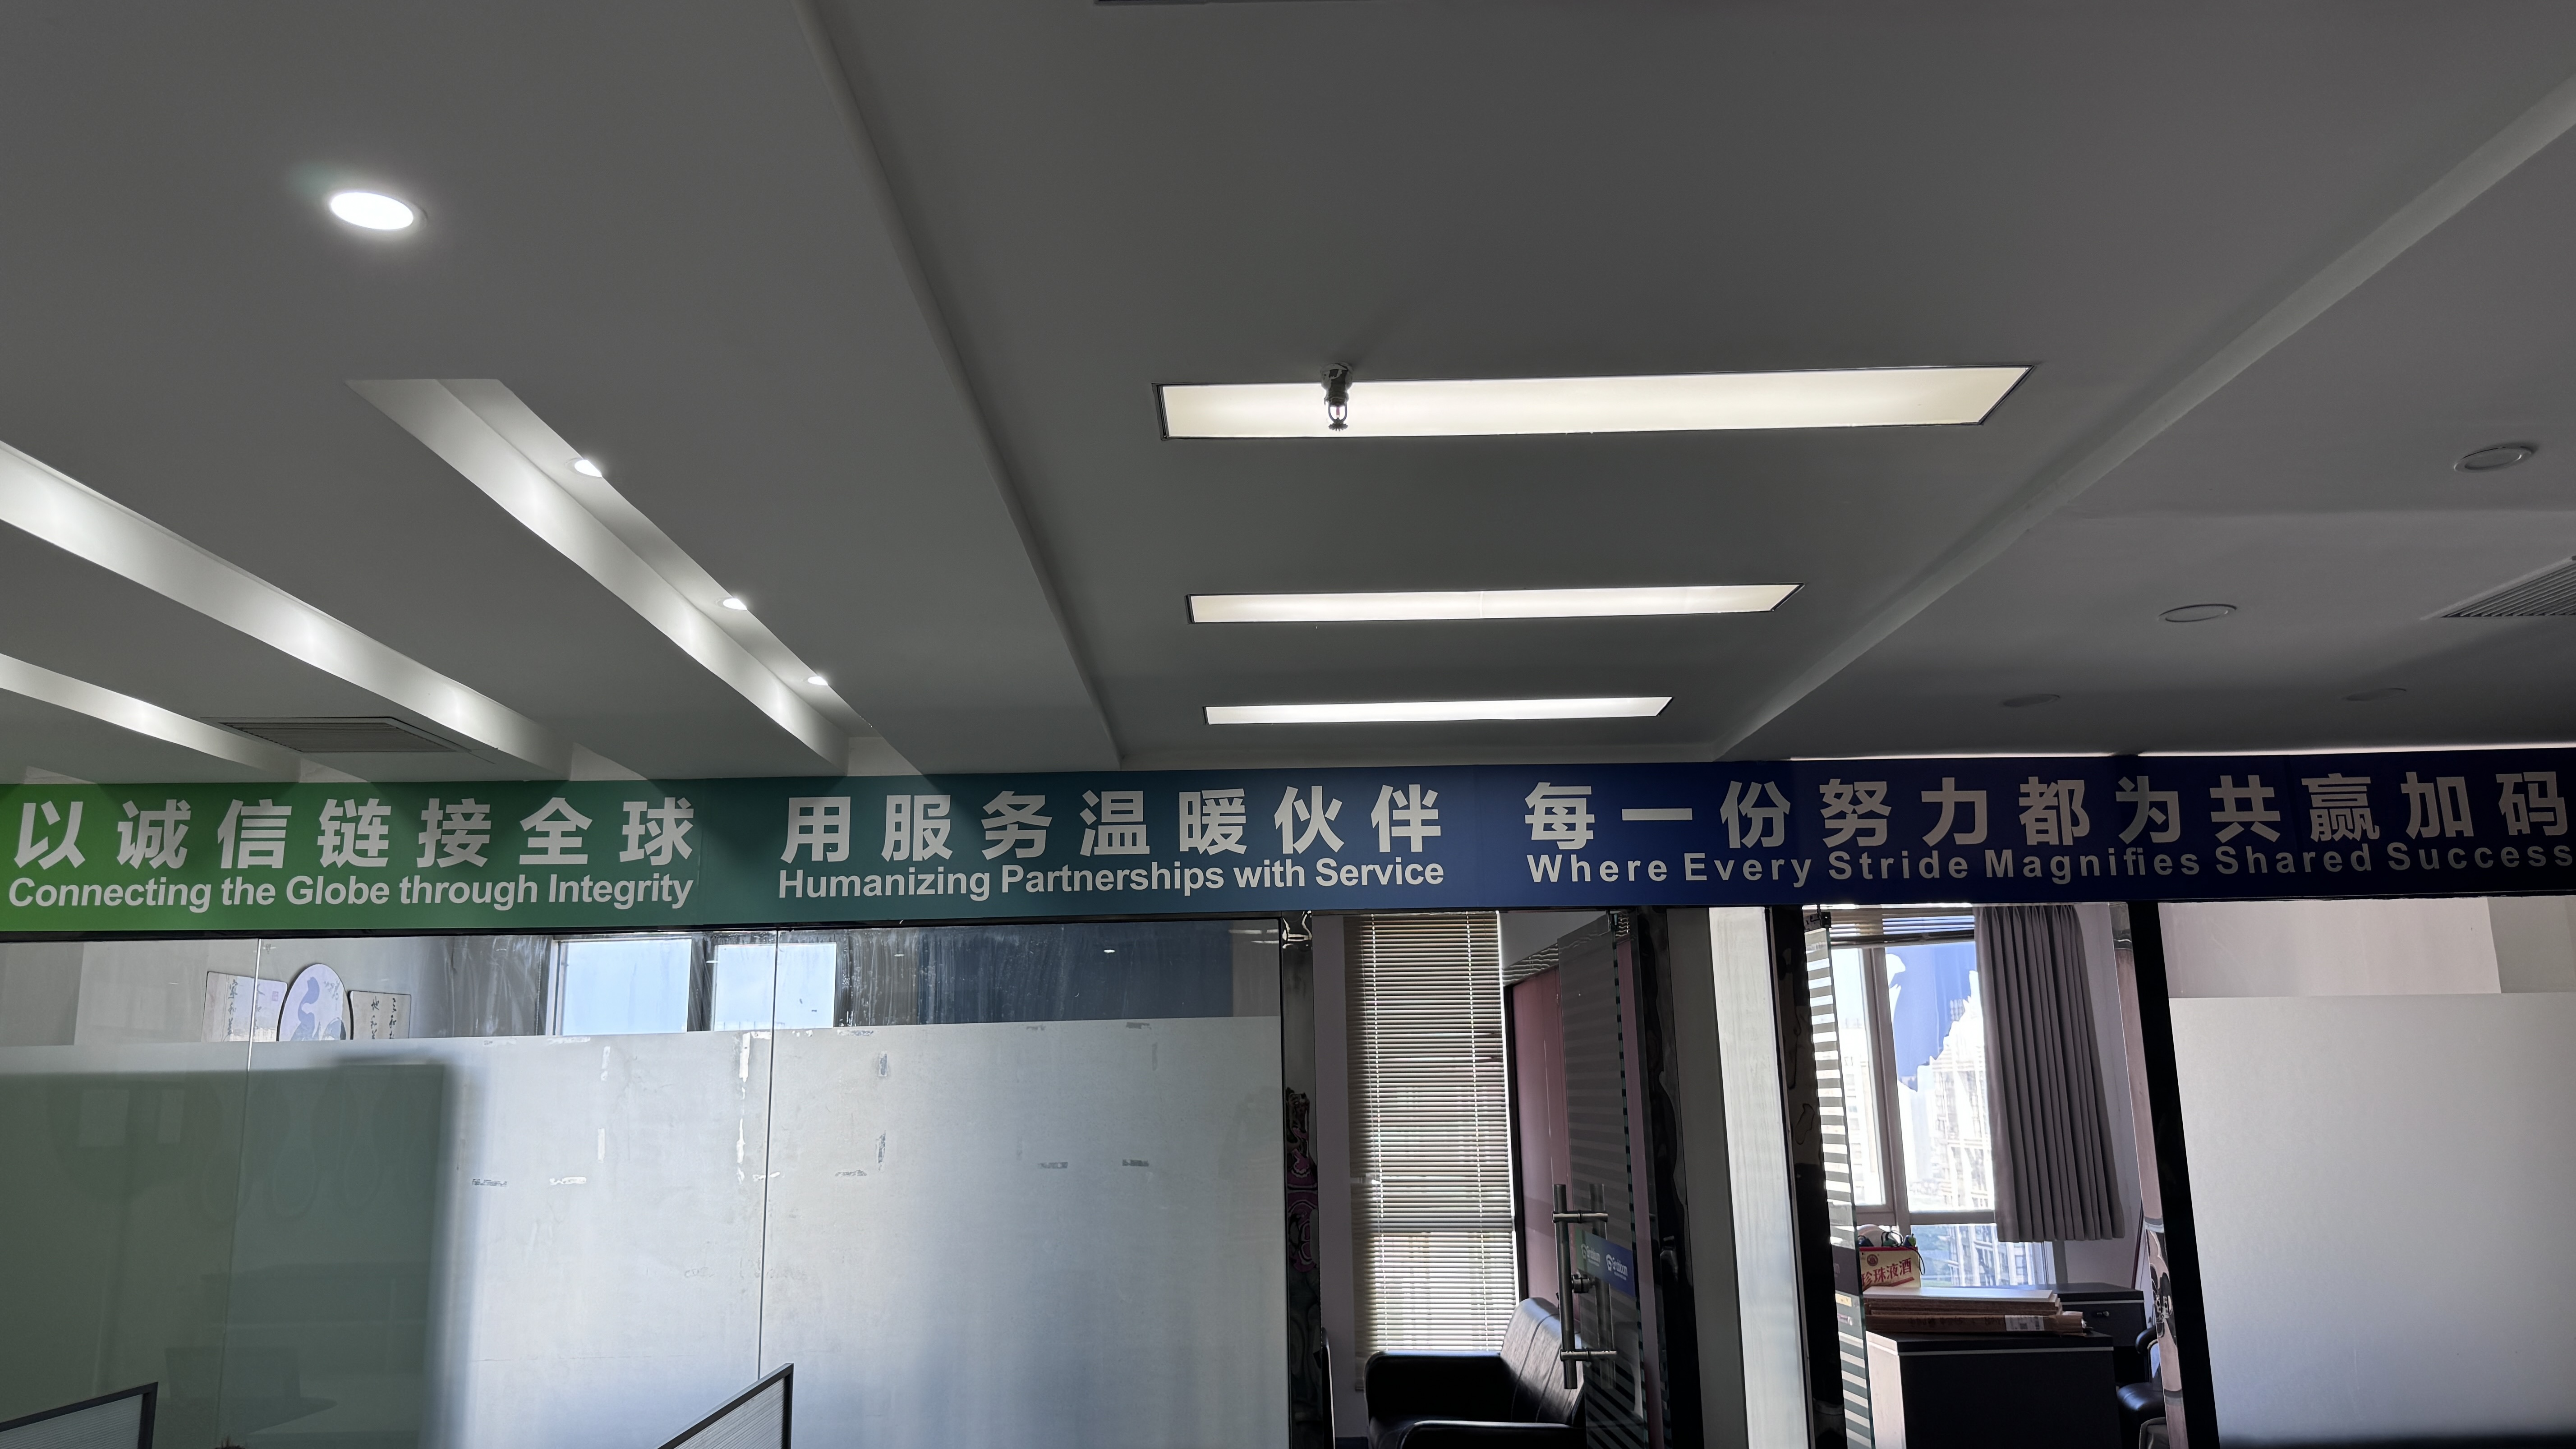 以诚信链接全球 用服务温暖伙伴 每一份努力都为共赢加码
Connecting the Globe through Integrity Humanizing Partnerships with Service Where Every Stride Magnifies Shared Success
珍珠液酒